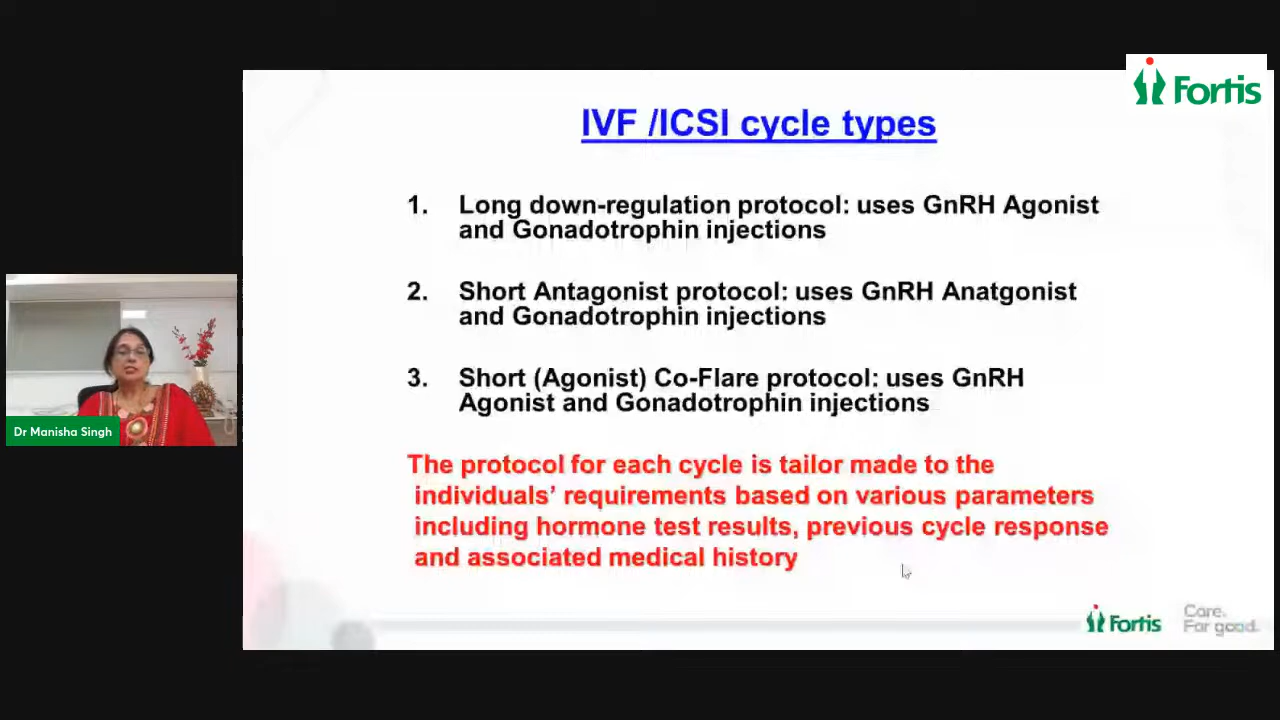 Fortis
IVF /ICSI cycle types
1. Long down-regulation protocol: uses GnRH Agonist
and Gonadotrophin injections
2. Short Antagonist protocol: uses GnRH Anatgonist
and Gonadotrophin injections
3. Short (Agonist) Co-Flare protocol: uses GnRH
Agonist and Gonadotrophin injections
The protocol for each cycle is tailor made to the
individuals' requirements based on various parameters
including hormone test results, previous cycle response
and associated medical history
Dr Manisha Singh
Fortis
Care.
For good.